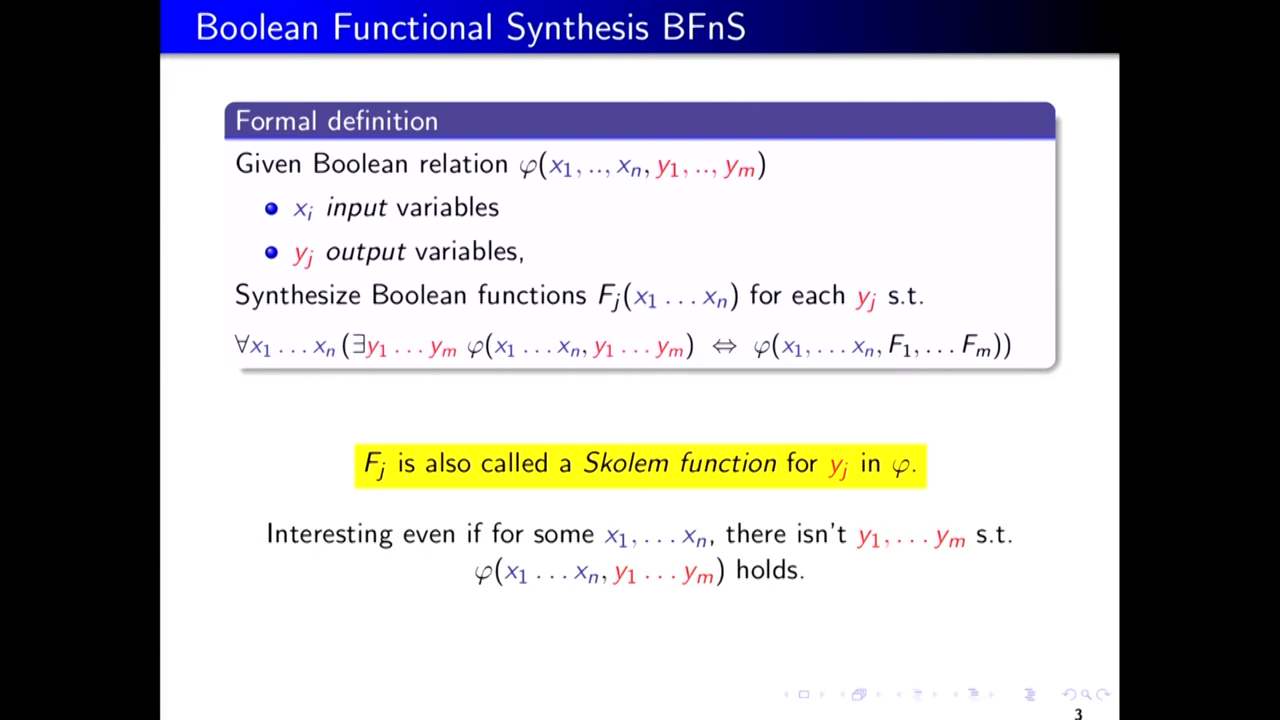 Boolean Functional Synthesis BFnS
Formal definition
Given Boolean relation φ(x₁, .., xₙ, y₁, .., yₘ)
• xᵢ input variables
• yⱼ output variables,
Synthesize Boolean functions Fⱼ(x₁ . . . xₙ) for each yⱼ s.t.
∀x₁ . . . xₙ (∃y₁ . . . yₘ φ(x₁ . . . xₙ, y₁ . . . yₘ) ⇔ φ(x₁, . . . xₙ, F₁, . . . Fₘ))
Fⱼ is also called a Skolem function for yⱼ in φ.
Interesting even if for some x₁, . . . xₙ, there isn't y₁, . . . yₘ s.t.
φ(x₁ . . . xₙ, y₁ . . . yₘ) holds.
3